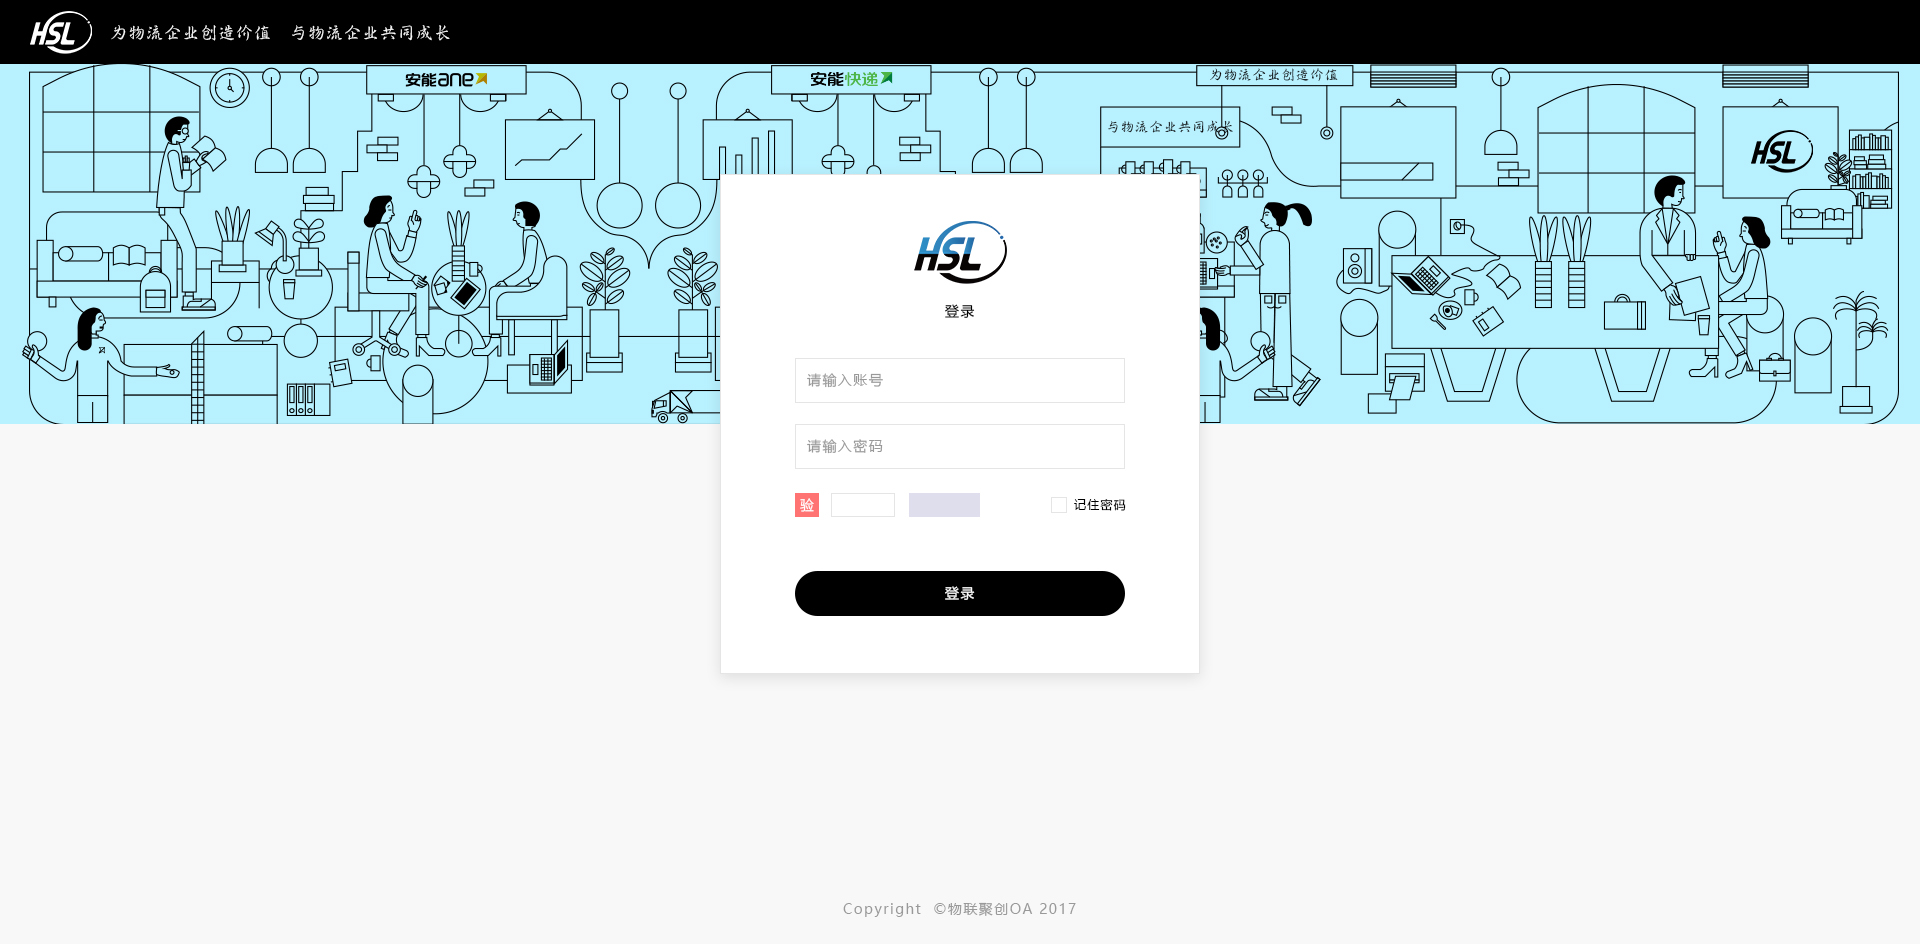 HSL 为物流企业创造价值 与物流企业共同成长
安能ane
安能快递
为物流企业创造价值
与物流企业共同成长
HSL
HSL
登录
请输入账号
请输入密码
验
记住密码
登录
Copyright ©物联聚创OA 2017